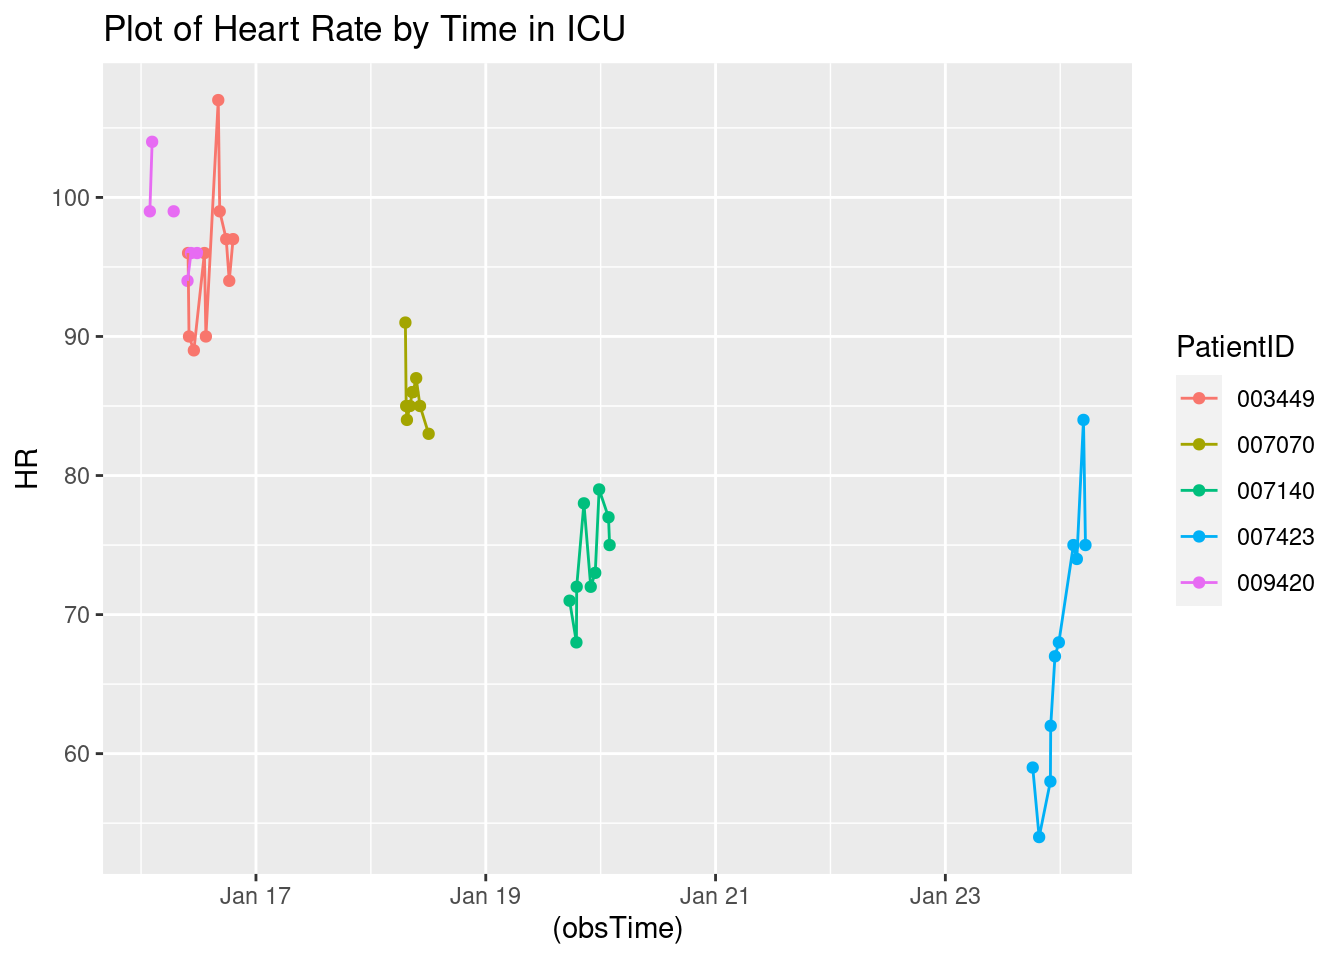 Plot of Heart Rate by Time in ICU
HR
100
90
80
70
60
Jan 17
Jan 19
Jan 21
Jan 23
(obsTime)
PatientID
003449
007070
007140
007423
009420